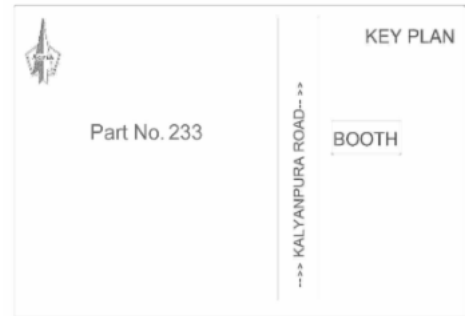 KEY PLAN
Part No. 233
BOOTH
-->> KALYANPURA ROAD-->>